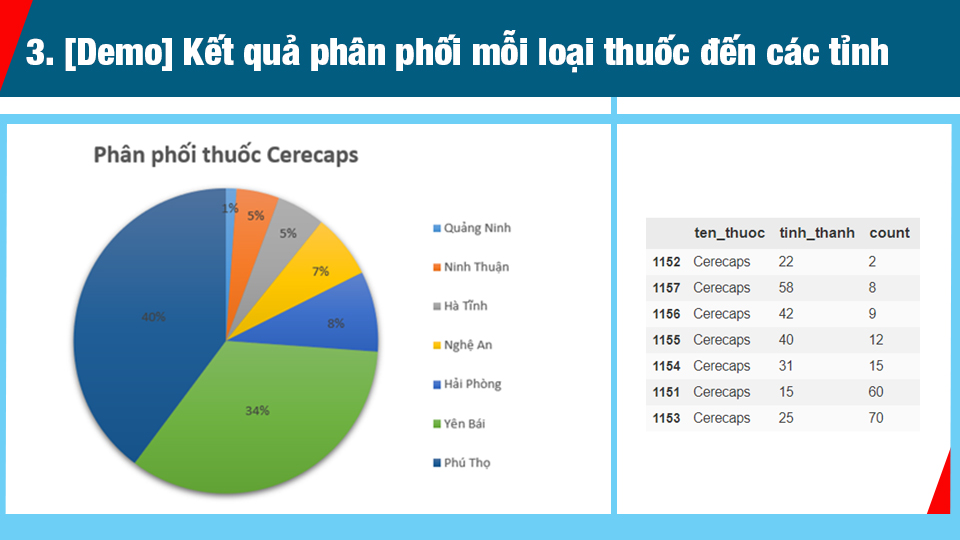 3. [Demo] Kết quả phân phối mỗi loại thuốc đến các tỉnh
Phân phối thuốc Cerecaps
1%
5%
5%
7%
8%
34%
40%
Quảng Ninh
Ninh Thuận
Hà Tĩnh
Nghệ An
Hải Phòng
Yên Bái
Phú Thọ
ten_thuoc tinh_thanh count
1152 Cerecaps 22 2
1157 Cerecaps 58 8
1156 Cerecaps 42 9
1155 Cerecaps 40 12
1154 Cerecaps 31 15
1151 Cerecaps 15 60
1153 Cerecaps 25 70